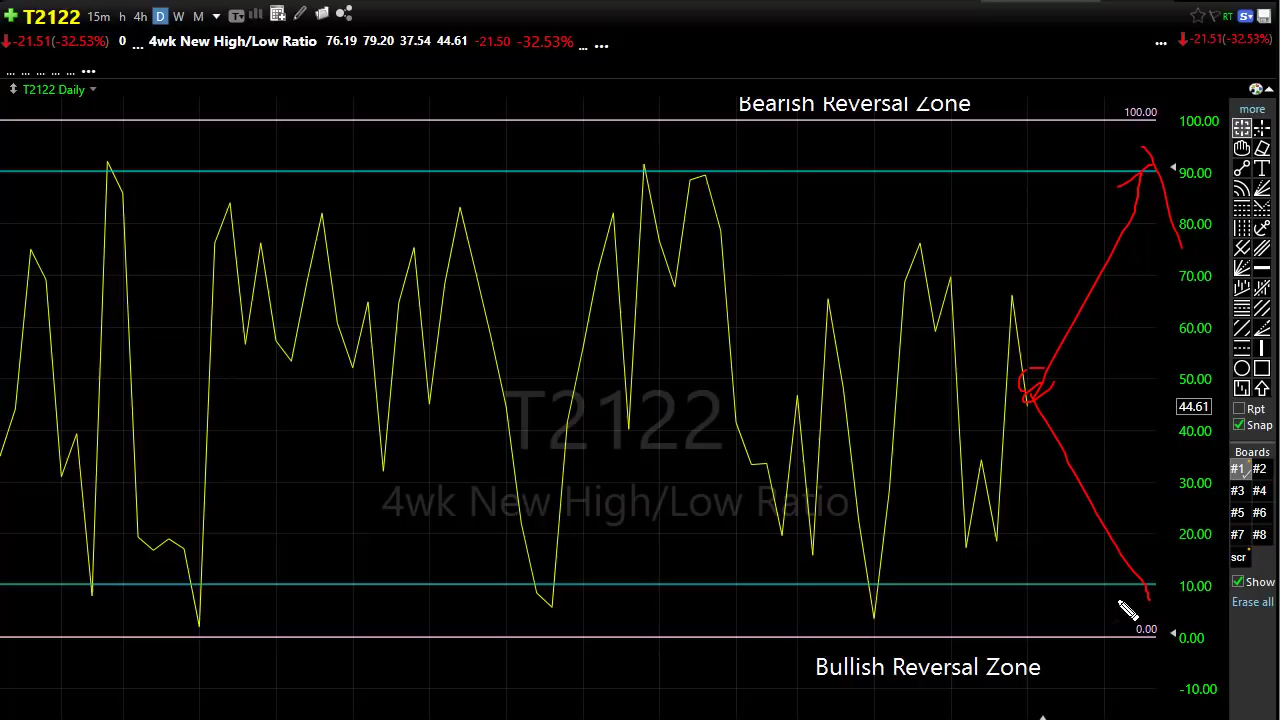 T2122 15m h 4h D W M
RT S
-21.51(-32.53%) 0 ... 4wk New High/Low Ratio 76.19 79.20 37.54 44.61 -21.50 -32.53% ... ... ... -21.51(-32.53%)
... ... ... ... ... ...
T2122 Daily
Bearish Reversal Zone
more
100.00
100.00
90.00
80.00
70.00
60.00
50.00
44.61
40.00
30.00
20.00
10.00
0.00
0.00
-10.00
T2122
4wk New High/Low Ratio
Bullish Reversal Zone
Rpt
Snap
Boards
#1 #2
#3 #4
#5 #6
#7 #8
scr
Show
Erase all